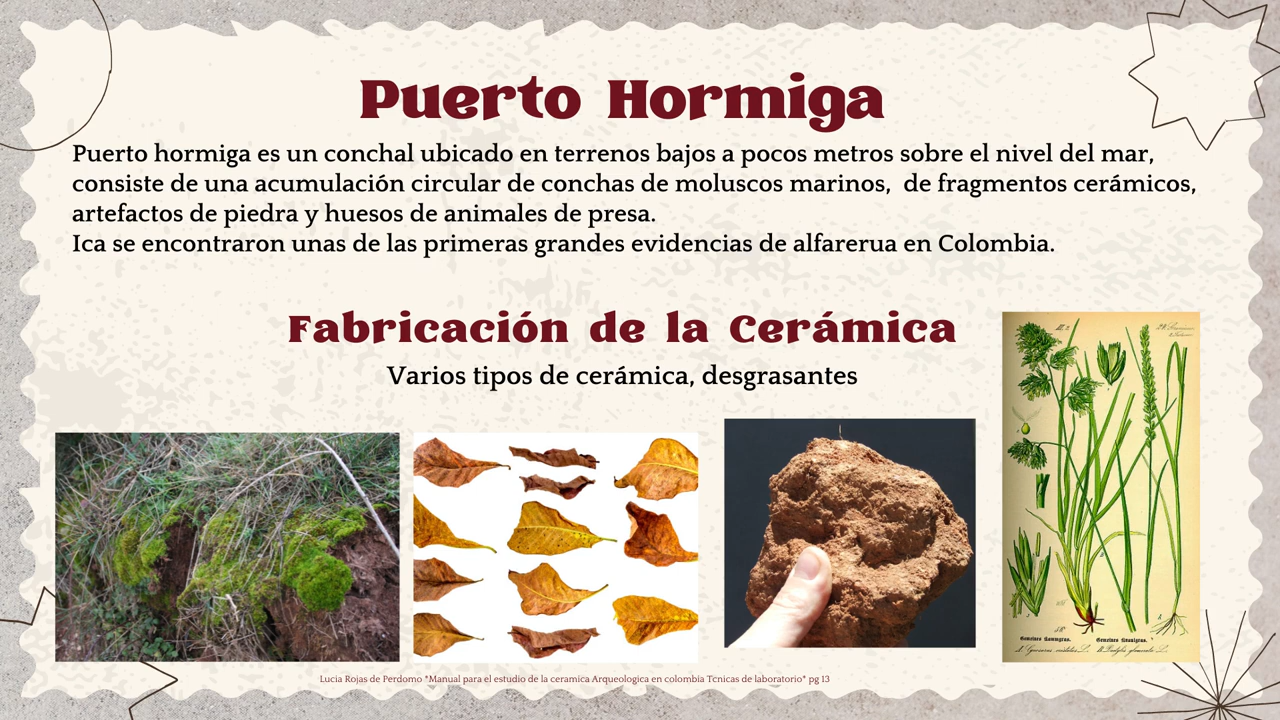 Puerto Hormiga
Puerto hormiga es un conchal ubicado en terrenos bajos a pocos metros sobre el nivel del mar,
consiste de una acumulación circular de conchas de moluscos marinos, de fragmentos cerámicos,
artefactos de piedra y huesos de animales de presa.
Ica se encontraron unas de las primeras grandes evidencias de alfarerua en Colombia.
Fabricación de la Cerámica
Varios tipos de cerámica, desgrasantes
Gemeines Kammgras. Gemeines Knaulgras.
Lucia Rojas de Perdomo "Manual para el estudio de la ceramica Arqueologica en colombia Tcnicas de laboratorio" pg 13